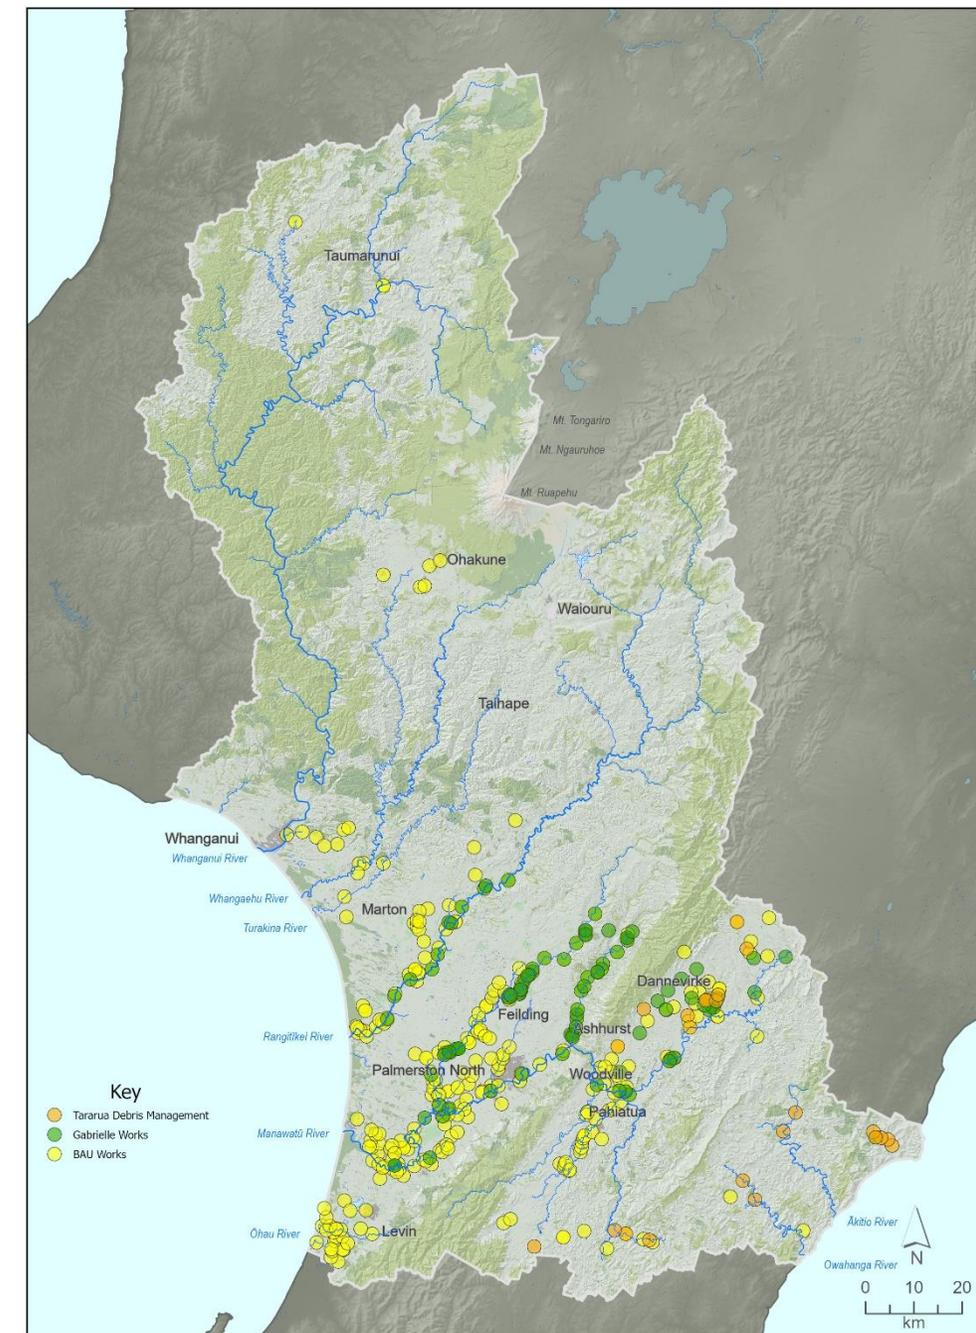 Taumarunui
Mt. Tongariro
Mt. Ngauruhoe
Mt. Ruapehu
Ohakune
Waiouru
Taihape
Whanganui
Whanganui River
Whangaehu River
Marton
Turakina River
Dannevirke
Feilding
Ashhurst
Rangitīkei River
Palmerston North
Woodville
Key
Pahiatua
Tararua Debris Management
Gabrielle Works
Manawatū River
BAU Works
Ōhau River
Levin
Ākitio River
N
Owahanga River
0 10 20
km